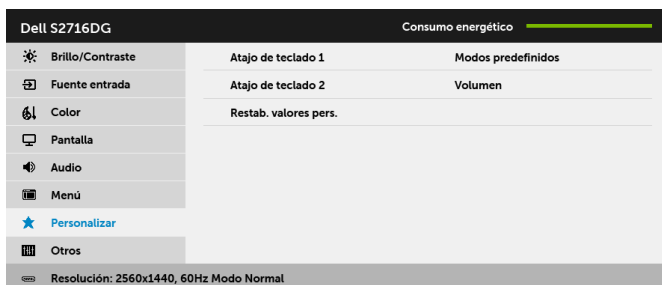 Dell S2716DG Consumo energético
Brillo/Contraste Atajo de teclado 1 Modos predefinidos
Fuente entrada Atajo de teclado 2 Volumen
Color Restab. valores pers.
Pantalla
Audio
Menú
Personalizar
Otros
Resolución: 2560x1440, 60Hz Modo Normal